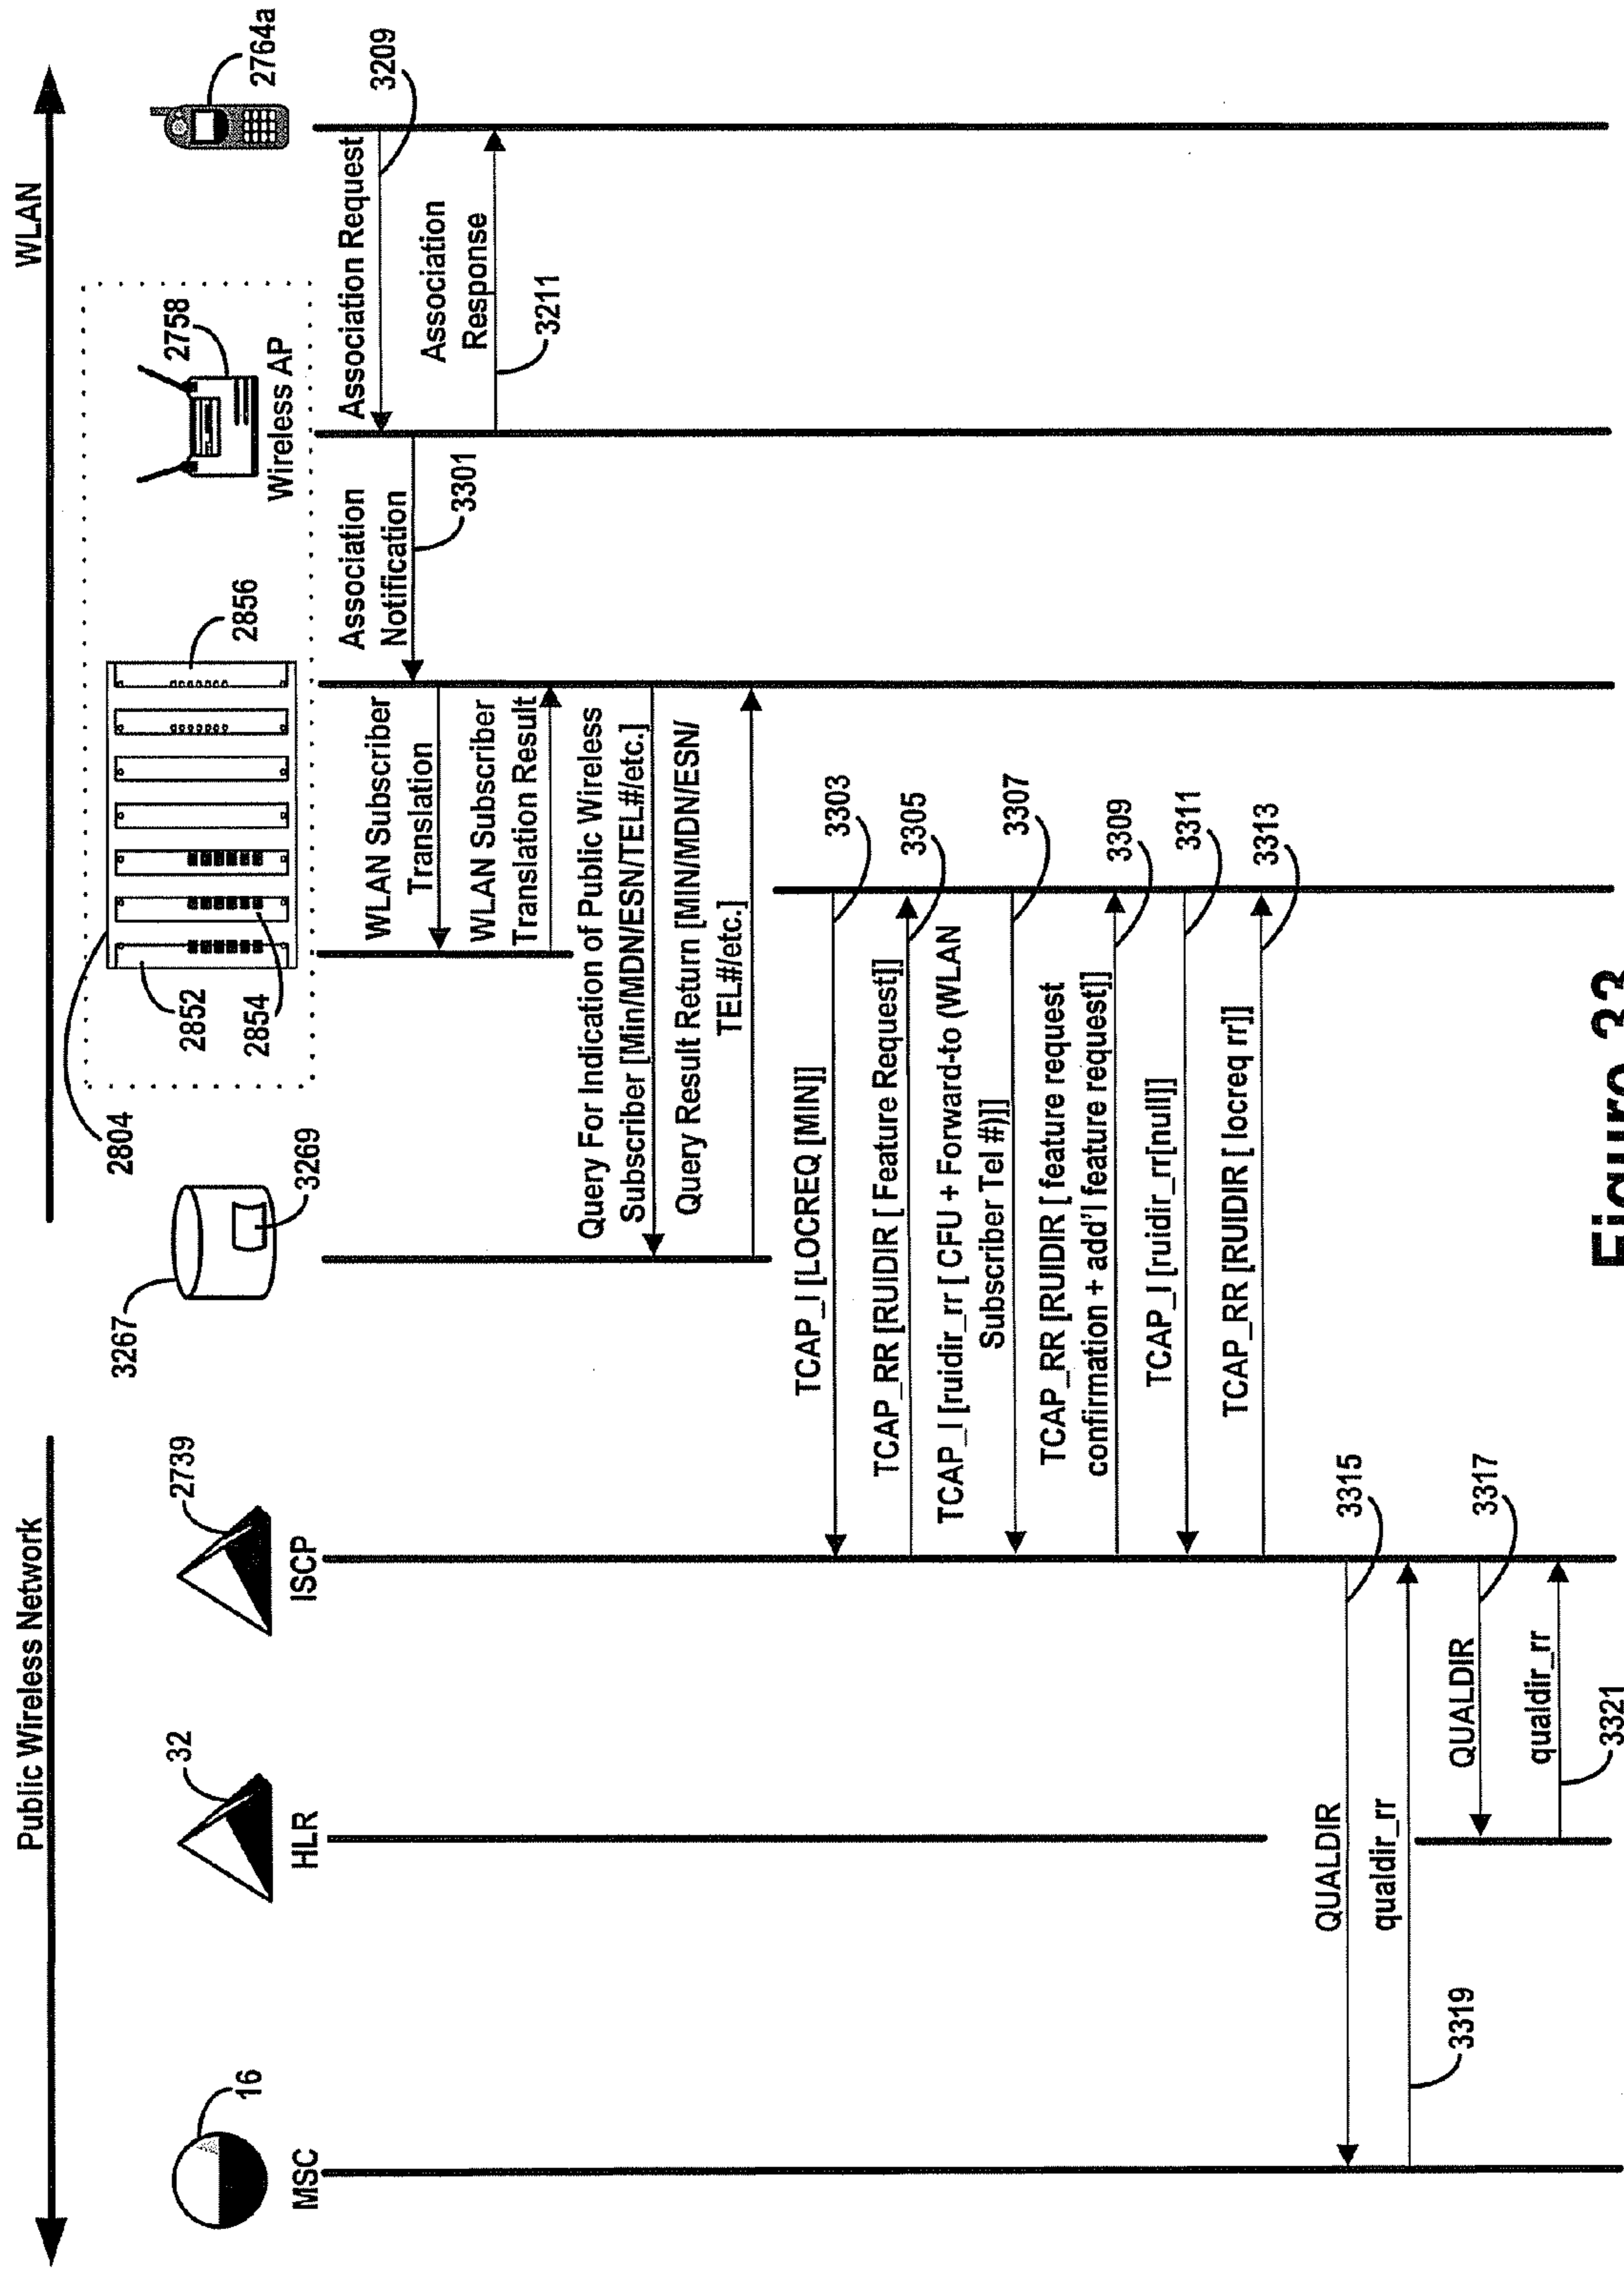 Public Wireless Network
WLAN
16
MSC
32
HLR
2739
ISCP
3267
3269
2804
2852
2854
2856
2758
Wireless AP
2764a
Association Request
3209
Association
Response
3211
Association
Notification
3301
WLAN Subscriber
Translation
WLAN Subscriber
Translation Result
Query For Indication of Public Wireless
Subscriber [Min/MDN/ESN/TEL#/etc.]
Query Result Return [MIN/MDN/ESN/
TEL#/etc.]
TCAP_I [LOCREQ [MIN]]
3303
TCAP_RR [RUIDIR [ Feature Request]]
3305
TCAP_I [ruidir_rr [ CFU + Forward-to (WLAN
Subscriber Tel #)]]
3307
TCAP_RR [RUIDIR [ feature request
confirmation + add'l feature request]]
3309
TCAP_I [ruidir_rr[null]]
3311
TCAP_RR [RUIDIR [ locreq rr]]
3313
QUALDIR
3315
qualdir_rr
3319
QUALDIR
3317
qualdir_rr
3321
Figure 33